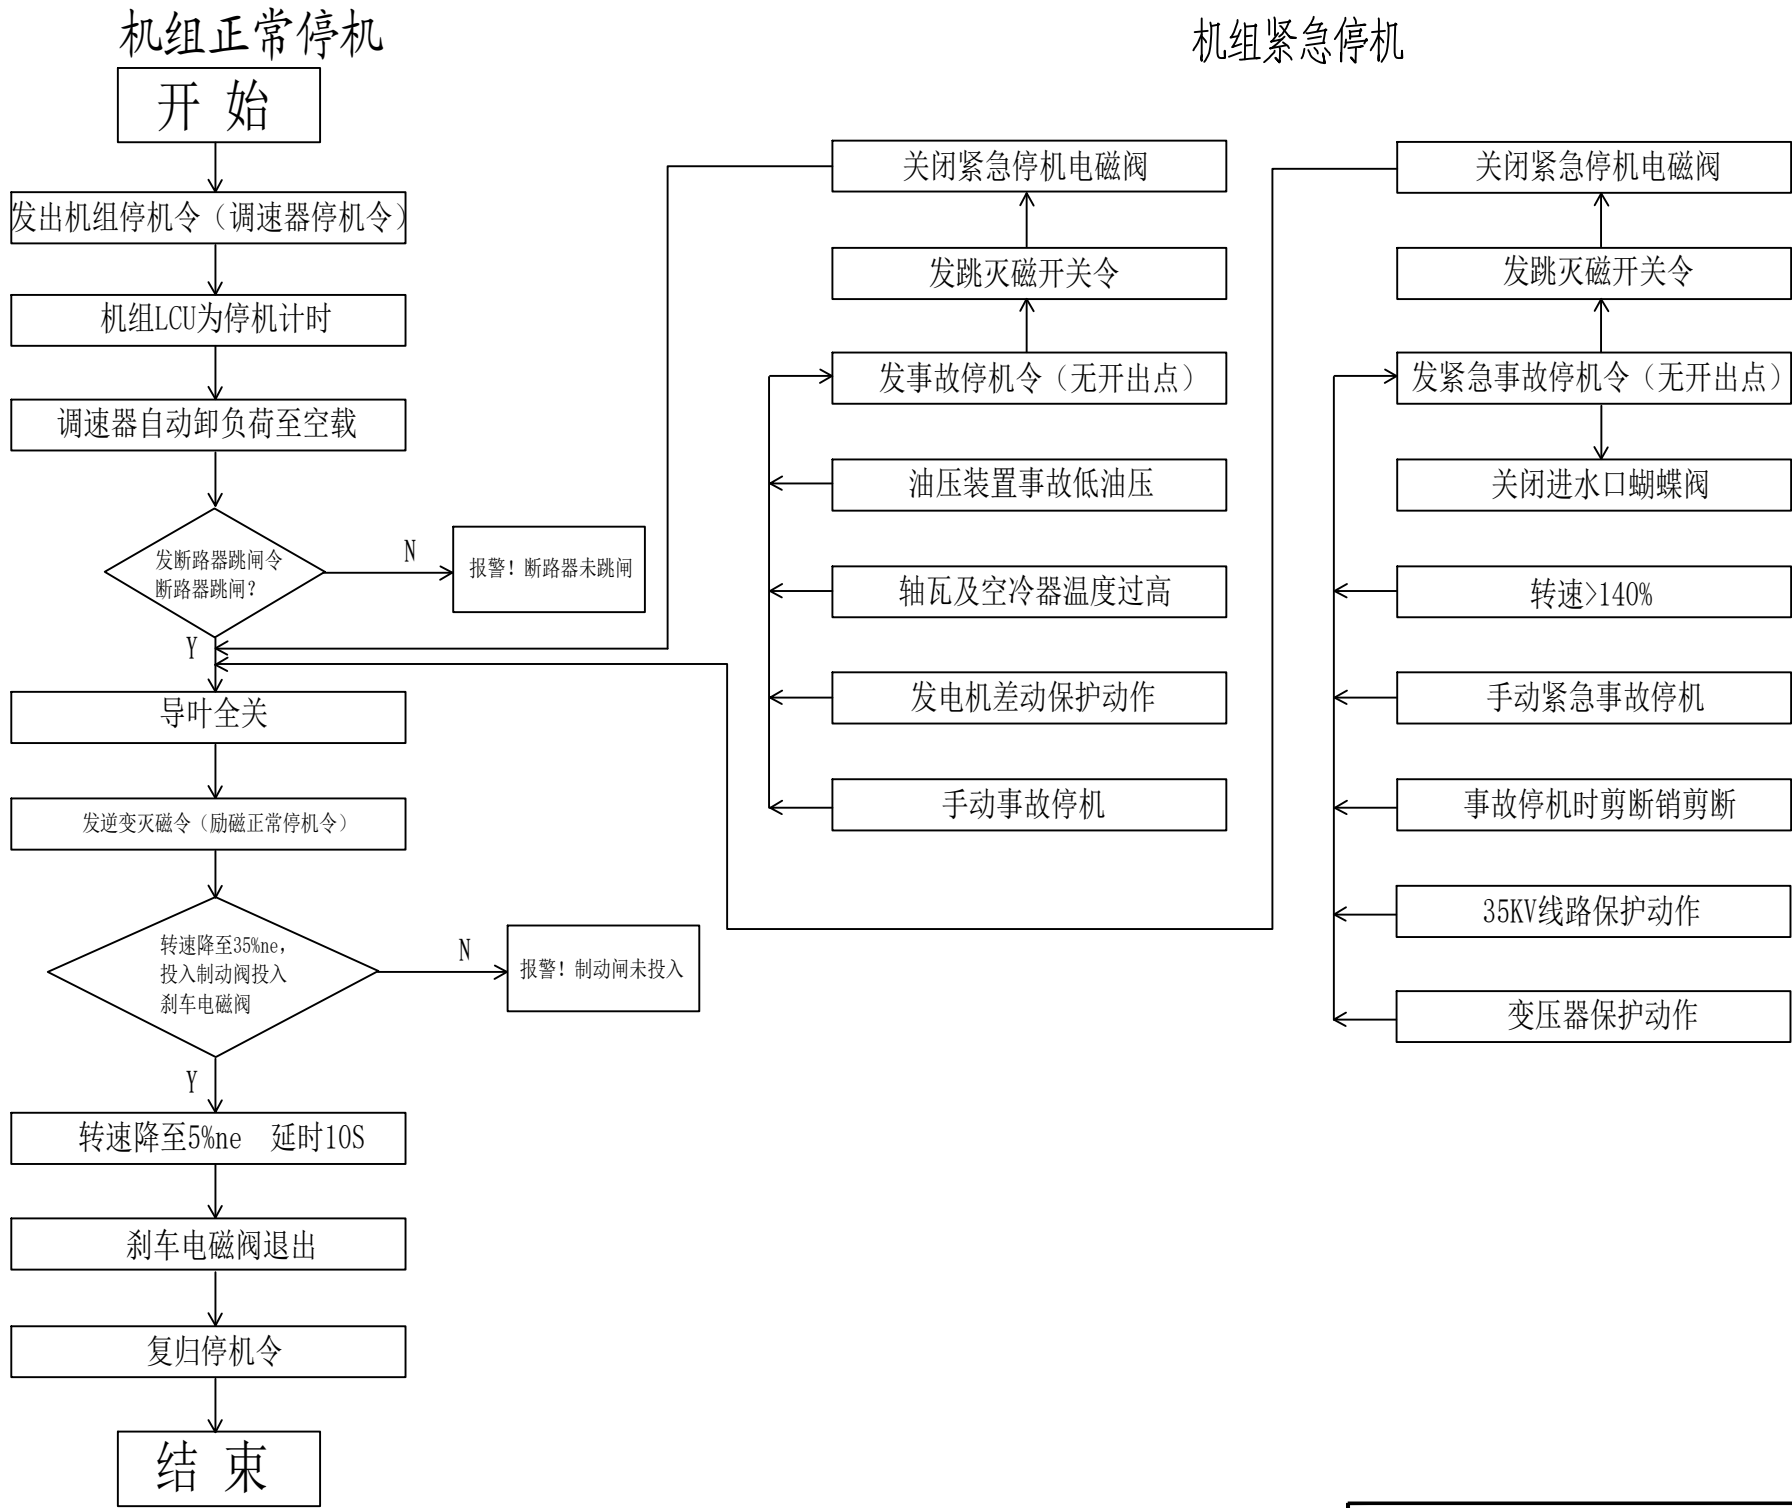 机组正常停机
开 始
发出机组停机令（调速器停机令）
机组LCU为停机计时
调速器自动卸负荷至空载
发断路器跳闸令
断路器跳闸？
N
报警！断路器未跳闸
Y
导叶全关
发逆变灭磁令（励磁正常停机令）
转速降至35%ne，
投入制动阀投入
刹车电磁阀
N
报警！制动闸未投入
Y
转速降至5%ne 延时10S
刹车电磁阀退出
复归停机令
结 束
机组紧急停机
关闭紧急停机电磁阀
发跳灭磁开关令
发事故停机令（无开出点）
油压装置事故低油压
轴瓦及空冷器温度过高
发电机差动保护动作
手动事故停机
关闭紧急停机电磁阀
发跳灭磁开关令
发紧急事故停机令（无开出点）
关闭进水口蝴蝶阀
转速>140%
手动紧急事故停机
事故停机时剪断销剪断
35KV线路保护动作
变压器保护动作